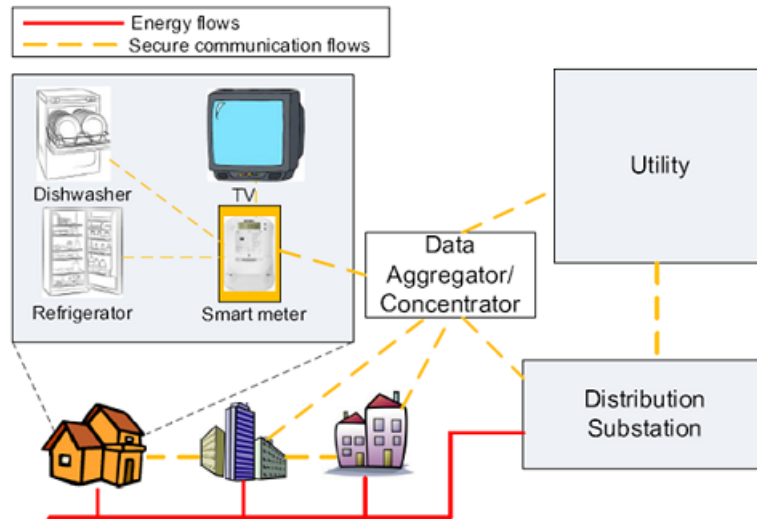 Energy flows
Secure communication flows
Dishwasher
TV
Refrigerator
Smart meter
Data
Aggregator/
Concentrator
Utility
Distribution
Substation